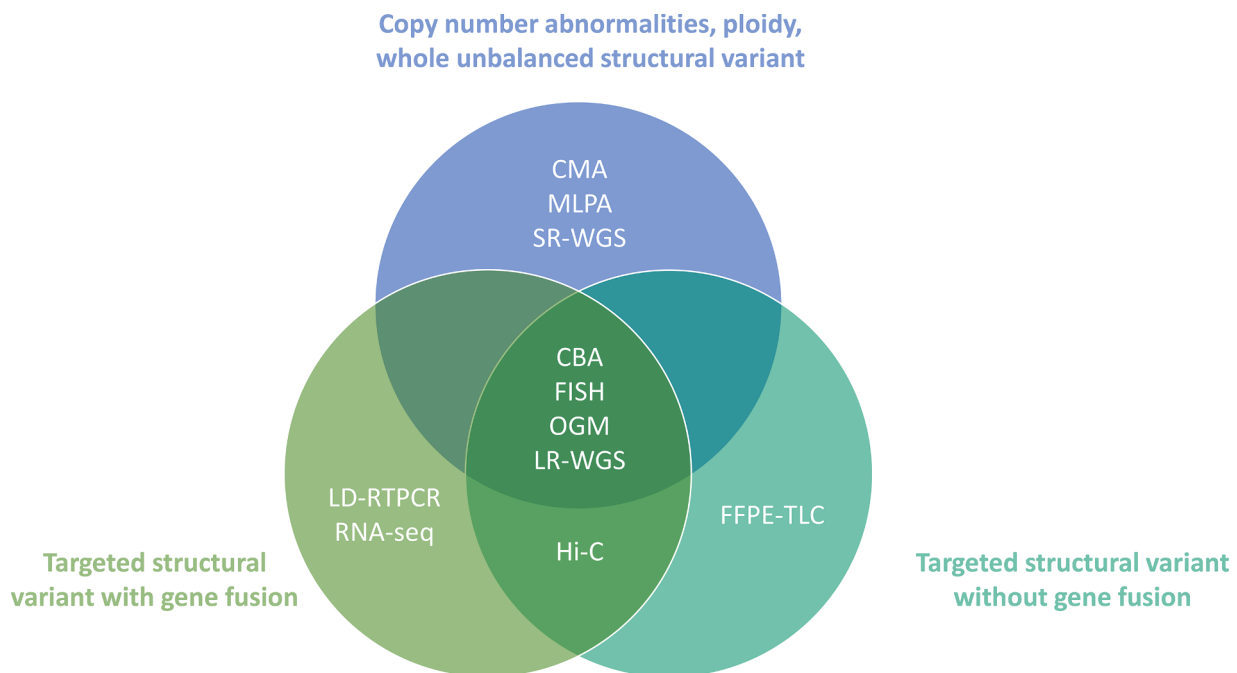 Copy number abnormalities, ploidy,
whole unbalanced structural variant
CMA
MLPA
SR-WGS
CBA
FISH
OGM
LR-WGS
LD-RTPCR
RNA-seq
FFPE-TLC
Hi-C
Targeted structural
variant with gene fusion
Targeted structural variant
without gene fusion